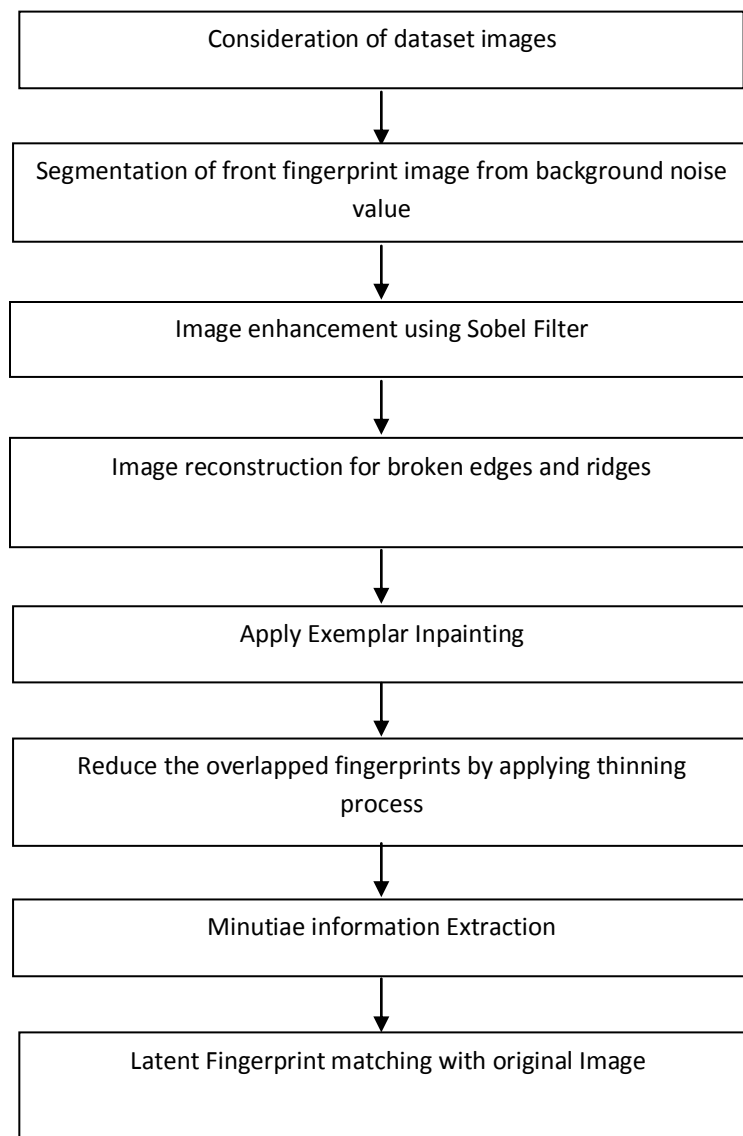 Consideration of dataset images
Segmentation of front fingerprint image from background noise
value
Image enhancement using Sobel Filter
Image reconstruction for broken edges and ridges
Apply Exemplar Inpainting
Reduce the overlapped fingerprints by applying thinning
process
Minutiae information Extraction
Latent Fingerprint matching with original Image